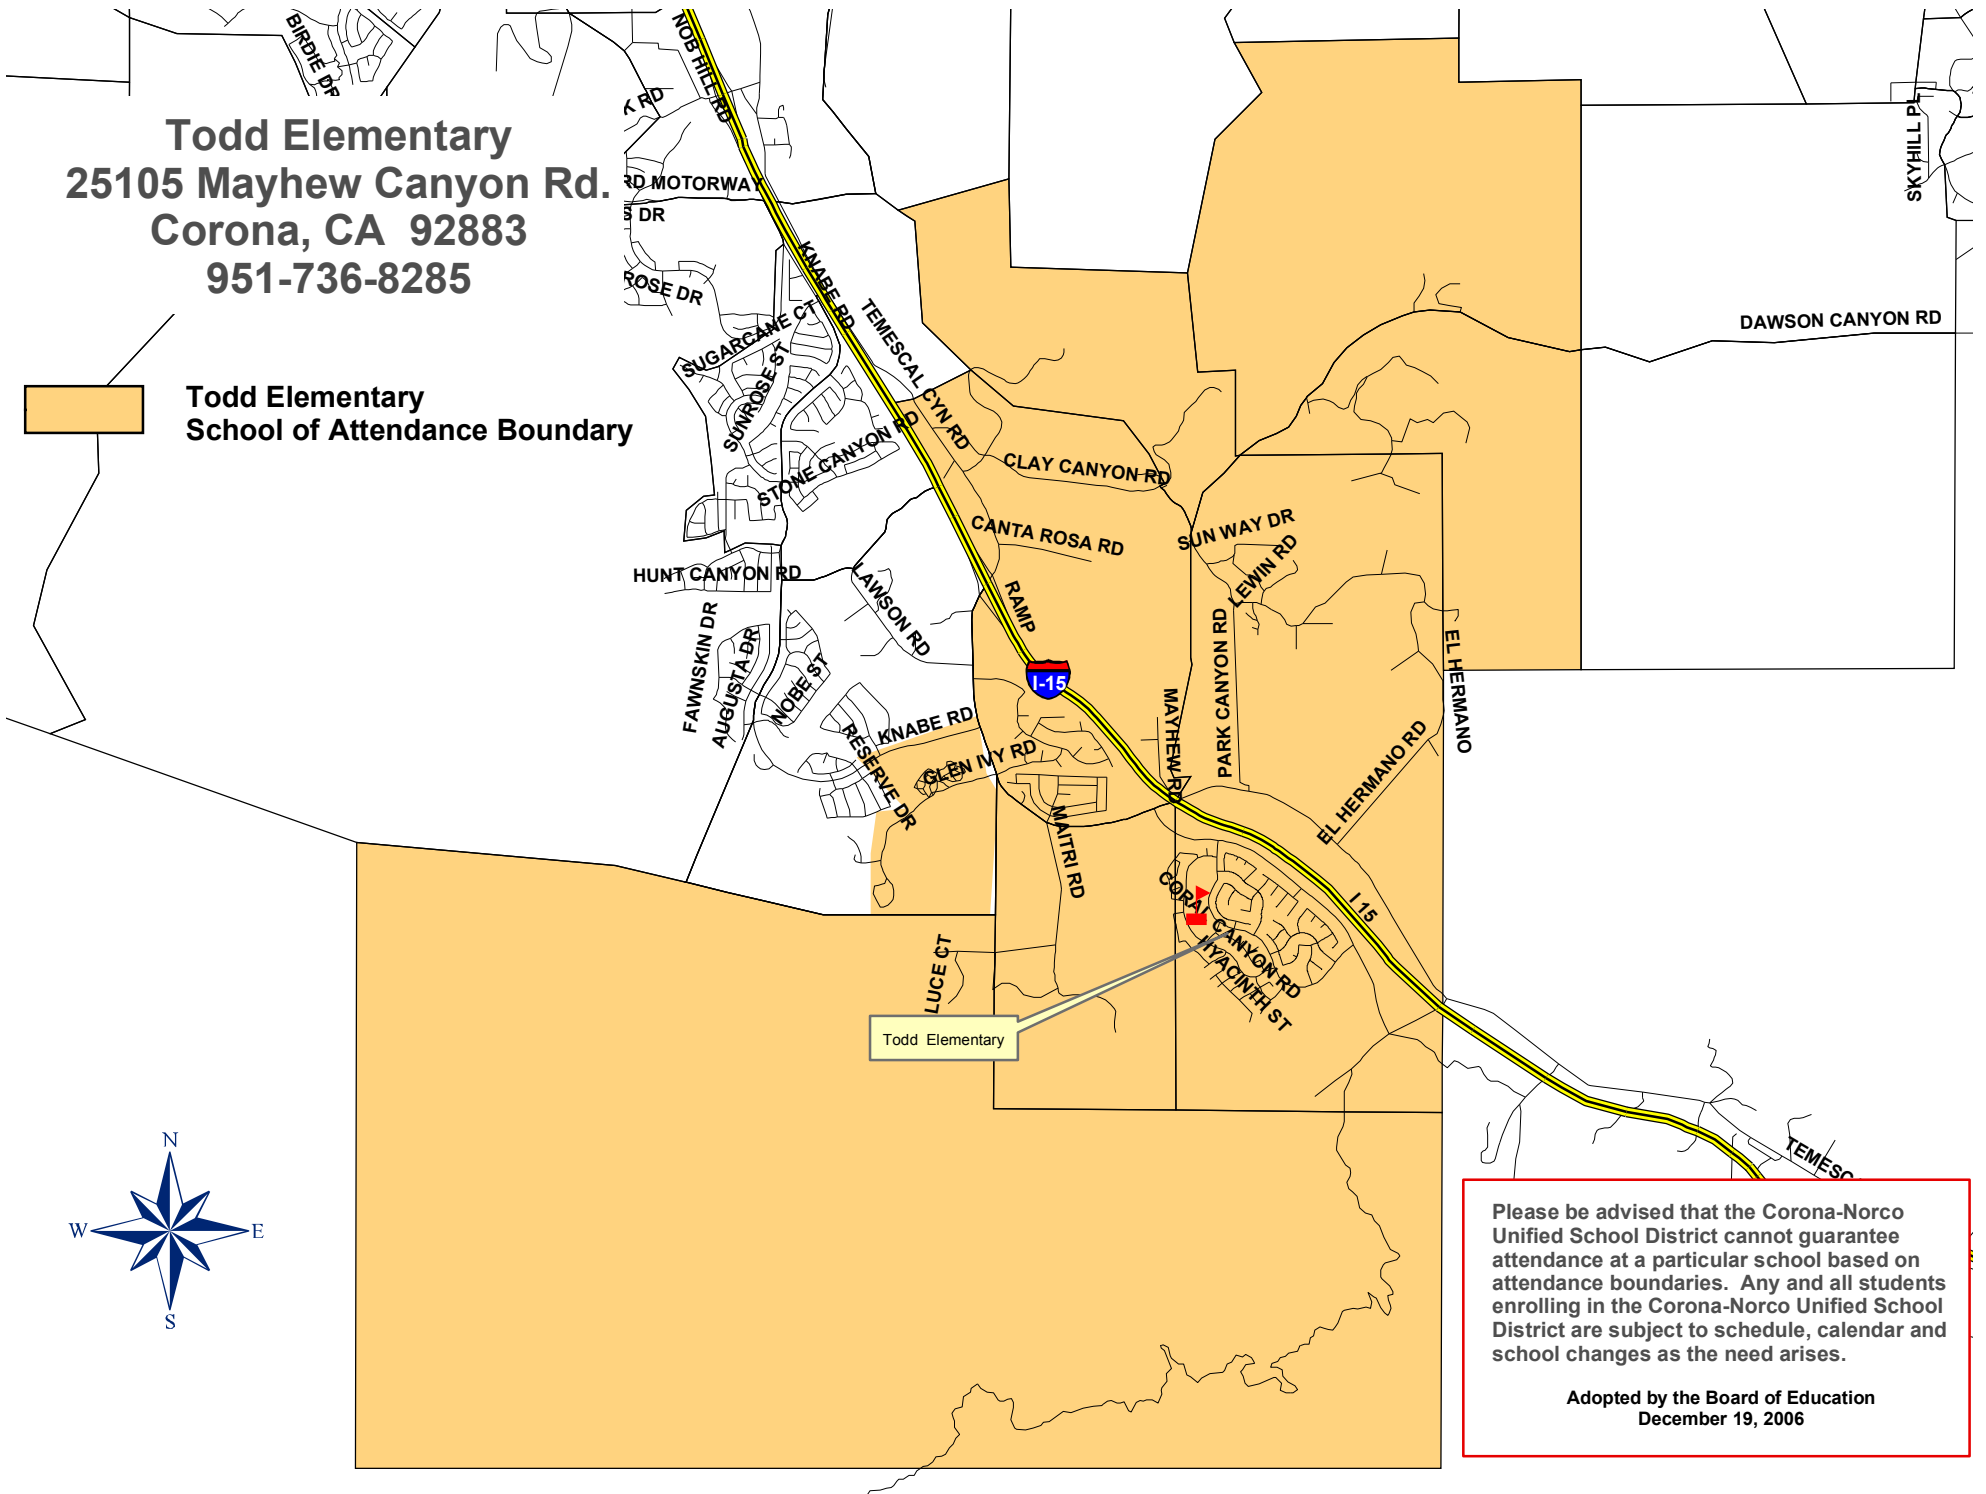 BIRDIE DR
NOB HILL RD
K RD
Todd Elementary
25105 Mayhew Canyon Rd.
Corona, CA 92883
951-736-8285
RD MOTORWAY
S DR
ROSE DR
SKYHILL PL
KNABE RD
TEMESCAL CYN RD
SUGARCANE CT
SUNROSE ST
DAWSON CANYON RD
Todd Elementary
School of Attendance Boundary
STONE CANYON RD
CLAY CANYON RD
CANTA ROSA RD
SUN WAY DR
LEWIN RD
HUNT CANYON RD
LAWSON RD
RAMP
FAWNSKIN DR
AUGUSTA DR
NOBE ST
I-15
PARK CANYON RD
EL HERMANO
MAYHEW RD
KNABE RD
RESERVE DR
GLEN IVY RD
EL HERMANO RD
MAITRI RD
I 15
CORAL CANYON RD
HYACINTH ST
LUCE CT
Todd Elementary
TEMESC
N
W
E
S
Please be advised that the Corona-Norco
Unified School District cannot guarantee
attendance at a particular school based on
attendance boundaries. Any and all students
enrolling in the Corona-Norco Unified School
District are subject to schedule, calendar and
school changes as the need arises.
Adopted by the Board of Education
December 19, 2006